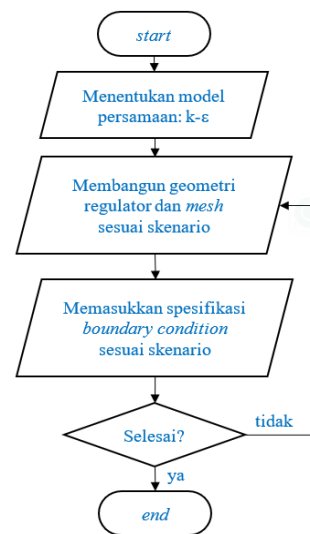 start
Menentukan model
persamaan: k-ε
Membangun geometri
regulator dan mesh
sesuai skenario
Memasukkan spesifikasi
boundary condition
sesuai skenario
Selesai?
tidak
ya
end